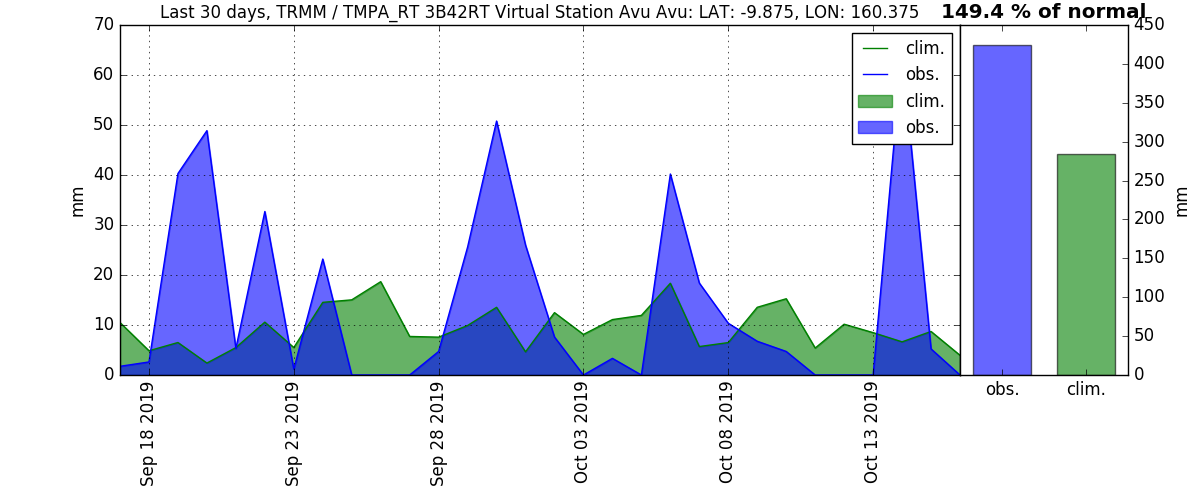 Last 30 days, TRMM / TMPA_RT 3B42RT Virtual Station Avu Avu: LAT: -9.875, LON: 160.375
149.4 % of normal
70
60
50
40
30
20
10
0
mm
clim.
obs.
clim.
obs.
Sep 18 2019
Sep 23 2019
Sep 28 2019
Oct 03 2019
Oct 08 2019
Oct 13 2019
450
400
350
300
250
200
150
100
50
0
mm
obs.
clim.